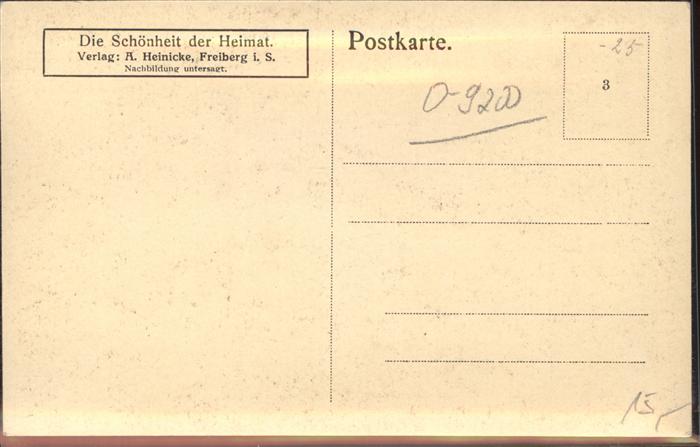 Die Schönheit der Heimat.
Verlag: A. Heinicke, Freiberg i. S.
Nachbildung untersagt.
Postkarte.
-25
3
O-9200
15,-